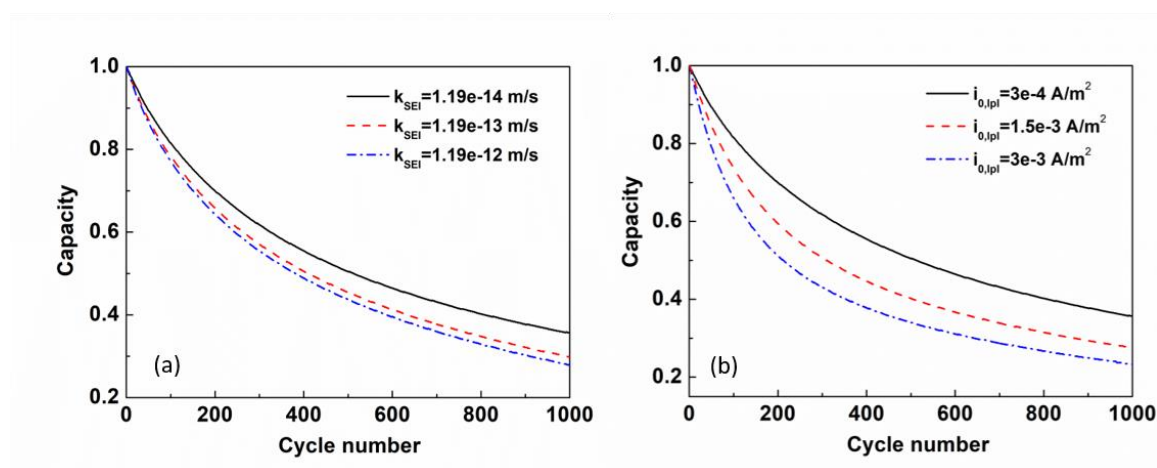 1.0
0.8
0.6
0.4
0.2
0
200
400
600
800
1000
Capacity
Cycle number
k_SEI=1.19e-14 m/s
k_SEI=1.19e-13 m/s
k_SEI=1.19e-12 m/s
(a)
1.0
0.8
0.6
0.4
0.2
0
200
400
600
800
1000
Capacity
Cycle number
i_0,lpl=3e-4 A/m²
i_0,lpl=1.5e-3 A/m²
i_0,lpl=3e-3 A/m²
(b)